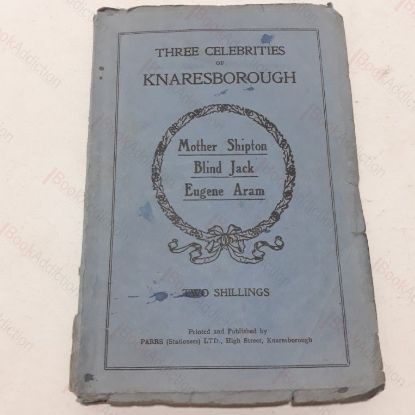 THREE CELEBRITIES
OF
KNARESBOROUGH
Mother Shipton
Blind Jack
Eugene Aram
TWO SHILLINGS
Printed and Published by
PARRS (Stationers) LTD., High Street, Knaresborough
BookAddiction